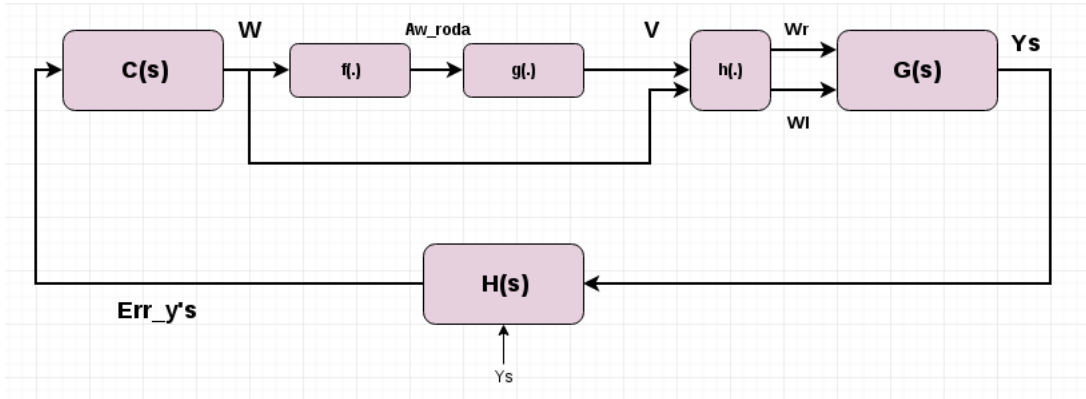 W
Aw_roda
V
Wr
Ys
C(s)
f(.)
g(.)
h(.)
G(s)
Wl
H(s)
Err_y's
Ys